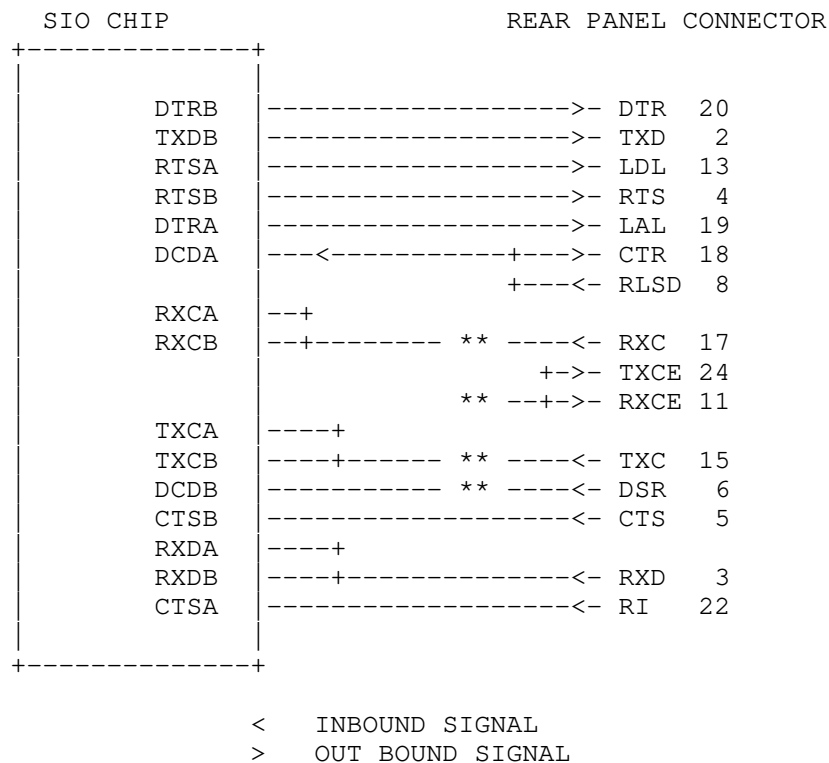 SIO CHIP                     REAR PANEL CONNECTOR
+--------------+
|              |
|         DTRB |------------------->- DTR  20
|         TXDB |------------------->- TXD   2
|         RTSA |------------------->- LDL  13
|         RTSB |------------------->- RTS   4
|         DTRA |------------------->- LAL  19
|         DCDA |---<-----------+--->- CTR  18
|              |               +---<- RLSD  8
|         RXCA |--+
|         RXCB |--+-------- ** ----<- RXC  17
|              |                 +->- TXCE 24
|              |            ** --+->- RXCE 11
|         TXCA |----+
|         TXCB |----+------ ** ----<- TXC  15
|         DCDB |----------- ** ----<- DSR   6
|         CTSB |-------------------<- CTS   5
|         RXDA |----+
|         RXDB |----+--------------<- RXD   3
|         CTSA |-------------------<- RI   22
|              |
+--------------+
<    INBOUND SIGNAL
>    OUT BOUND SIGNAL